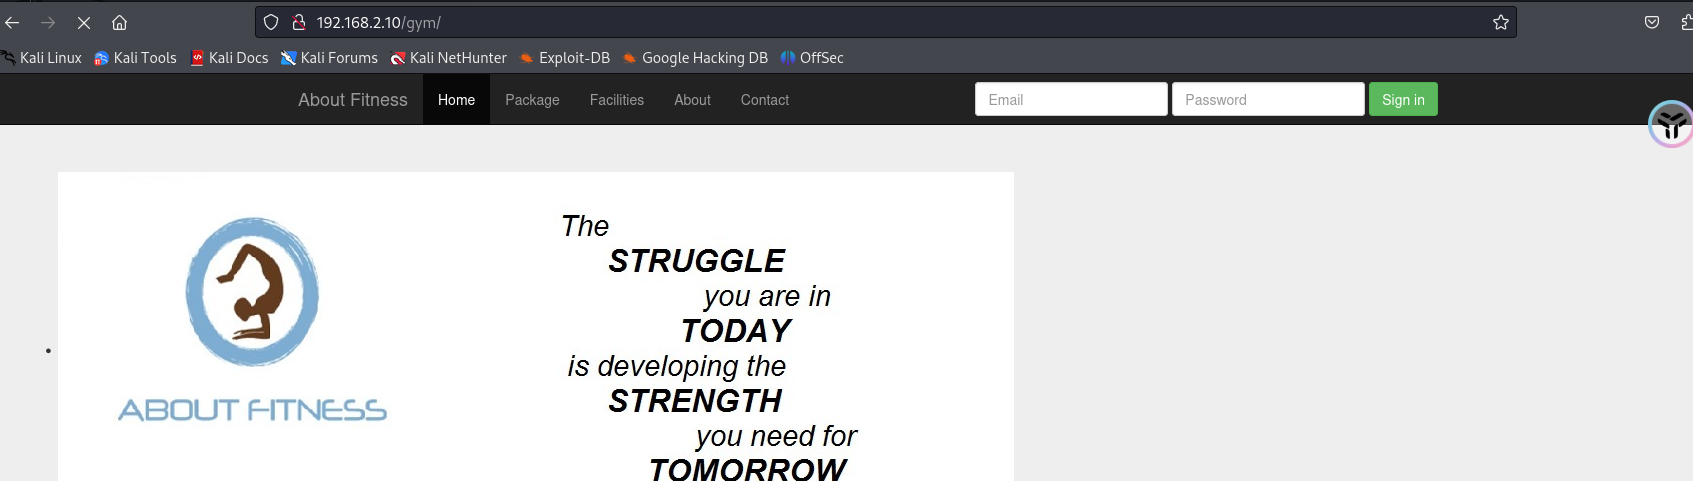 192.168.2.10/gym/
Kali Linux Kali Tools Kali Docs Kali Forums Kali NetHunter Exploit-DB Google Hacking DB OffSec
About Fitness Home Package Facilities About Contact Email Password Sign in
The
STRUGGLE
you are in
TODAY
is developing the
STRENGTH
you need for
TOMORROW
ABOUT FITNESS